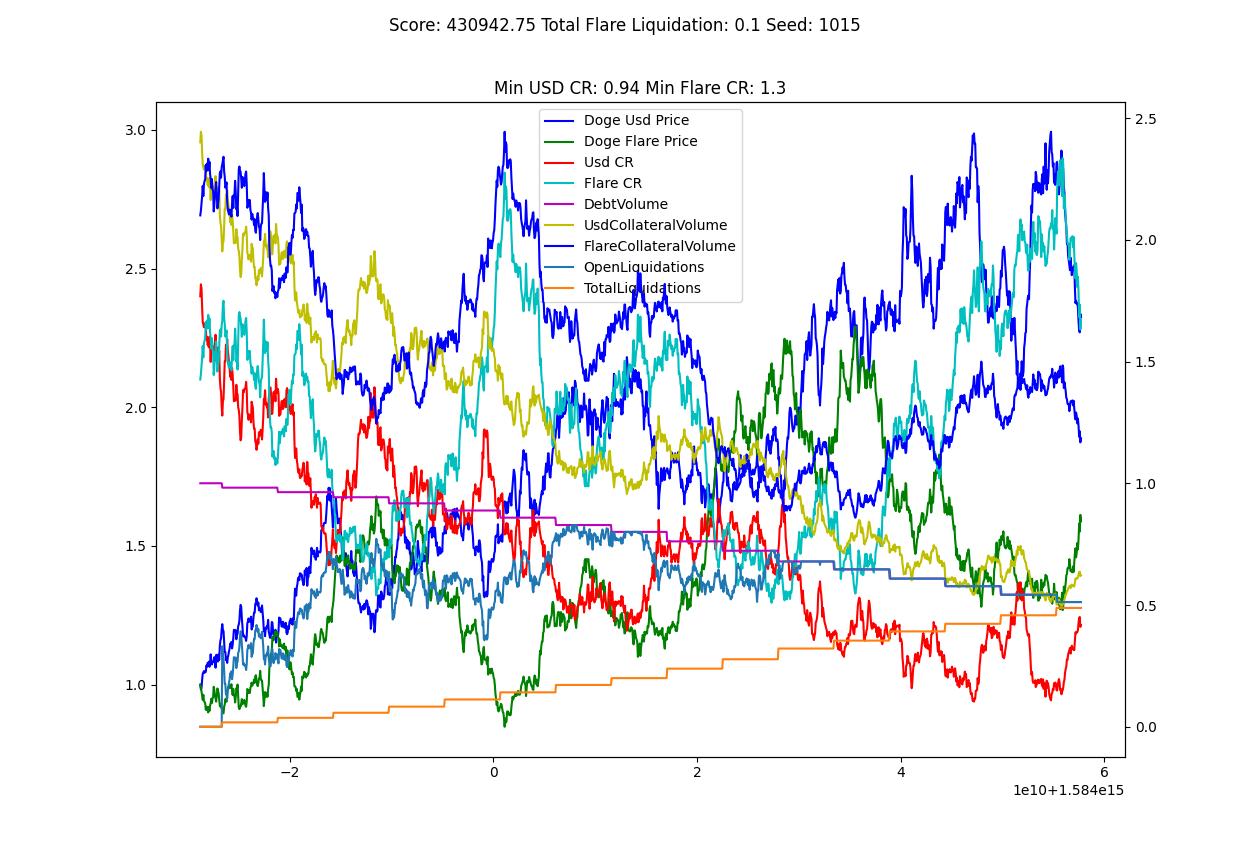 Score: 430942.75 Total Flare Liquidation: 0.1 Seed: 1015
Min USD CR: 0.94 Min Flare CR: 1.3
Doge Usd Price
Doge Flare Price
Usd CR
Flare CR
DebtVolume
UsdCollateralVolume
FlareCollateralVolume
OpenLiquidations
TotalLiquidations
3.0
2.5
2.0
1.5
1.0
2.5
2.0
1.5
1.0
0.5
0.0
−2 0 2 4 6
1e10+1.584e15